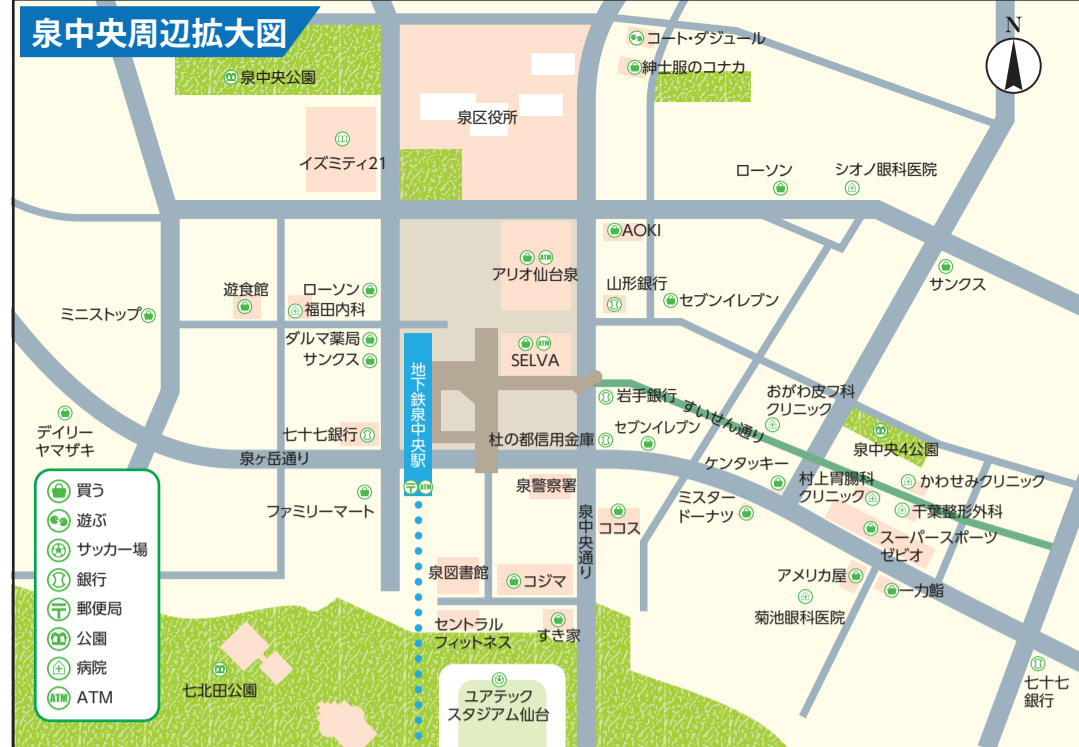 泉中央周辺拡大図
N
コート・ダジュール
紳士服のコナカ
泉中央公園
泉区役所
イズミティ21
ローソン
シオノ眼科医院
AOKI
アリオ仙台泉
ATM
山形銀行
セブンイレブン
サンクス
遊食館
ローソン
福田内科
ミニストップ
ダルマ薬局
サンクス
SELVA
ATM
地下鉄泉中央駅
ATM
岩手銀行
すいせん通り
おがわ皮フ科
クリニック
デイリー
ヤマザキ
七十七銀行
泉ヶ岳通り
杜の都信用金庫
セブンイレブン
泉中央4公園
ケンタッキー
村上胃腸科
クリニック
かわせみクリニック
千葉整形外科
ファミリーマート
泉警察署
泉中央通り
ココス
ミスター
ドーナツ
スーパースポーツ
ゼビオ
泉図書館
コジマ
アメリカ屋
一力鮨
菊池眼科医院
セントラル
フィットネス
すき家
七北田公園
ユアテック
スタジアム仙台
七十七
銀行
買う
遊ぶ
サッカー場
銀行
郵便局
公園
病院
ATM ATM